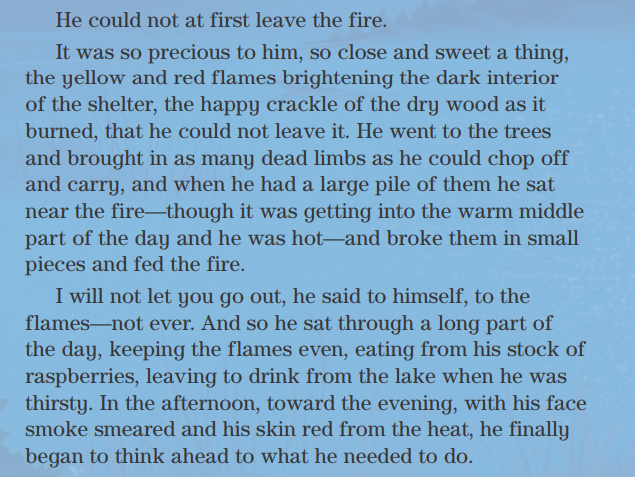 He could not at first leave the fire.
It was so precious to him, so close and sweet a thing,
the yellow and red flames brightening the dark interior
of the shelter, the happy crackle of the dry wood as it
burned, that he could not leave it. He went to the trees
and brought in as many dead limbs as he could chop off
and carry, and when he had a large pile of them he sat
near the fire—though it was getting into the warm middle
part of the day and he was hot—and broke them in small
pieces and fed the fire.
I will not let you go out, he said to himself, to the
flames—not ever. And so he sat through a long part of
the day, keeping the flames even, eating from his stock of
raspberries, leaving to drink from the lake when he was
thirsty. In the afternoon, toward the evening, with his face
smoke smeared and his skin red from the heat, he finally
began to think ahead to what he needed to do.